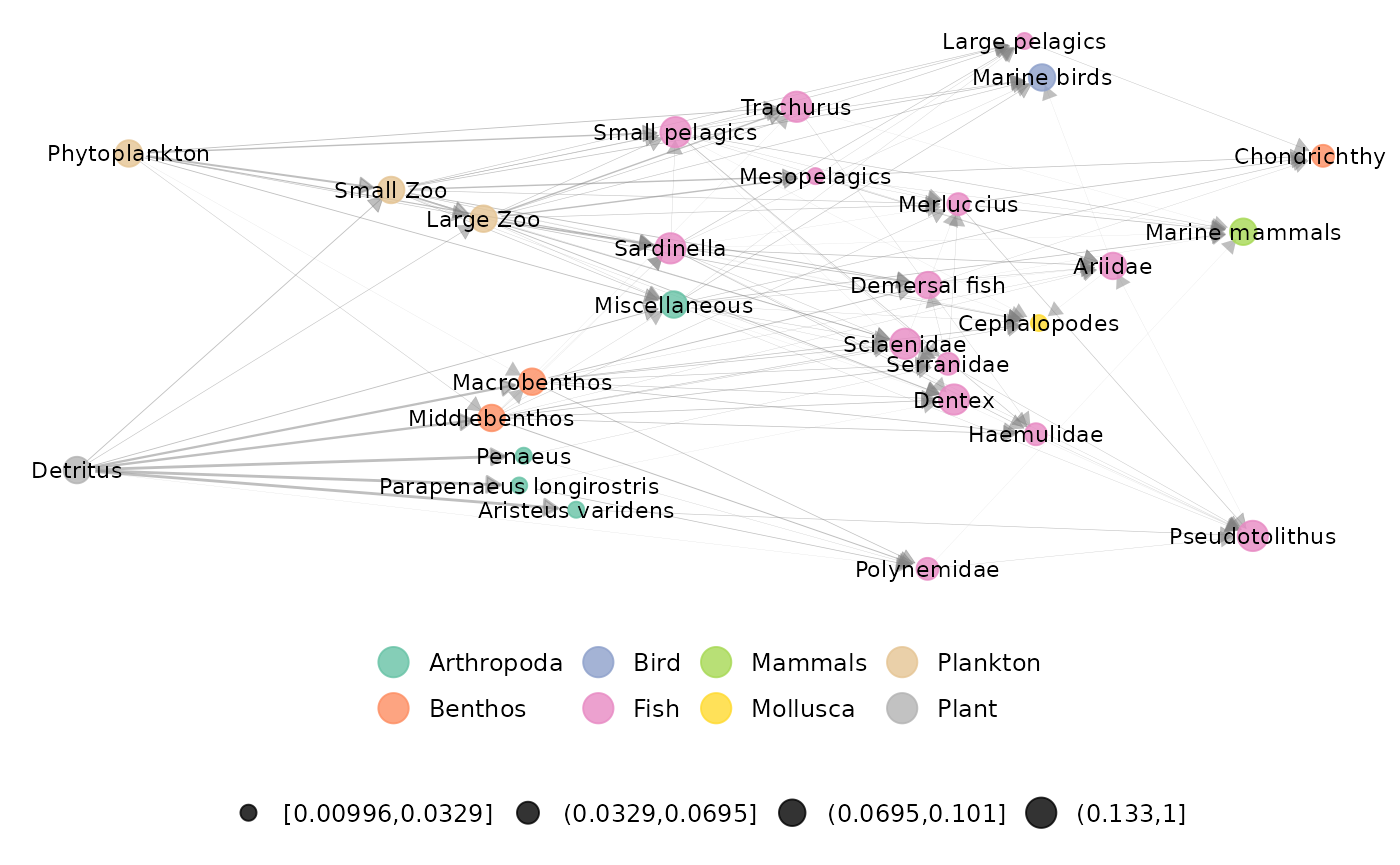 Large pelagics
Marine birds
Trachurus
Small pelagics
Phytoplankton
Chondrichthy
Mesopelagics
Small Zoo
Merluccius
Large Zoo
Marine mammals
Sardinella
Ariidae
Demersal fish
Miscellaneous
Cephalopodes
Sciaenidae
Serranidae
Macrobenthos
Dentex
Middlebenthos
Haemulidae
Penaeus
Detritus
Parapenaeus longirostris
Aristeus varidens
Pseudotolithus
Polynemidae
Arthropoda Bird Mammals Plankton
Benthos Fish Mollusca Plant
[0.00996,0.0329] (0.0329,0.0695] (0.0695,0.101] (0.133,1]